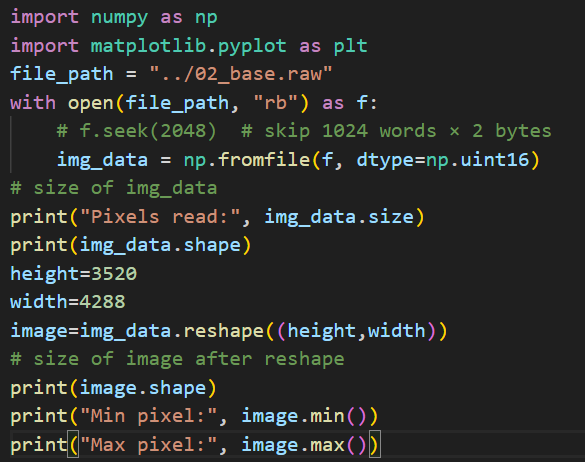 import numpy as np
import matplotlib.pyplot as plt
file_path = "../02_base.raw"
with open(file_path, "rb") as f:
    # f.seek(2048)  # skip 1024 words × 2 bytes
    img_data = np.fromfile(f, dtype=np.uint16)
# size of img_data
print("Pixels read:", img_data.size)
print(img_data.shape)
height=3520
width=4288
image=img_data.reshape((height,width))
# size of image after reshape
print(image.shape)
print("Min pixel:", image.min())
print("Max pixel:", image.max())